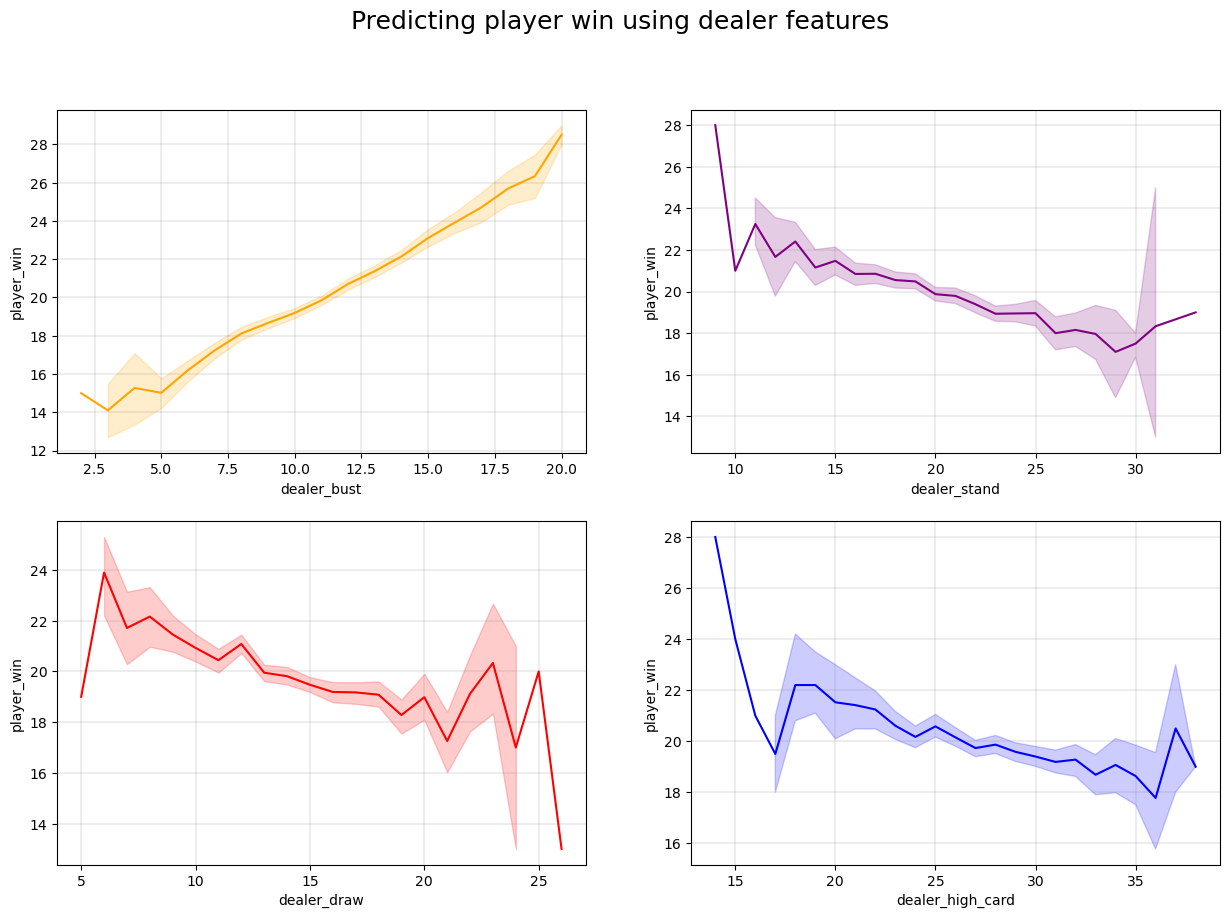 Predicting player win using dealer features
player_win
28
26
24
22
20
18
16
14
12
2.5 5.0 7.5 10.0 12.5 15.0 17.5 20.0
dealer_bust
player_win
28
26
24
22
20
18
16
14
10 15 20 25 30
dealer_stand
player_win
24
22
20
18
16
14
5 10 15 20 25
dealer_draw
player_win
28
26
24
22
20
18
16
15 20 25 30 35
dealer_high_card